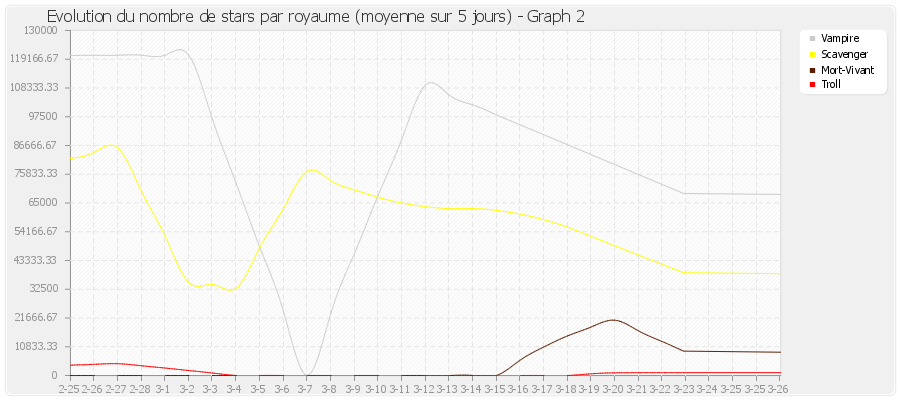 Evolution du nombre de stars par royaume (moyenne sur 5 jours) - Graph 2
130000
119166.67
108333.33
97500
86666.67
75833.33
65000
54166.67
43333.33
32500
21666.67
10833.33
0
2-25 2-26 2-27 2-28 3-1 3-2 3-3 3-4 3-5 3-6 3-7 3-8 3-9 3-10 3-11 3-12 3-13 3-14 3-15 3-16 3-17 3-18 3-19 3-20 3-21 3-22 3-23 3-23 3-25 3-25 3-26
Vampire
Scavenger
Mort-Vivant
Troll